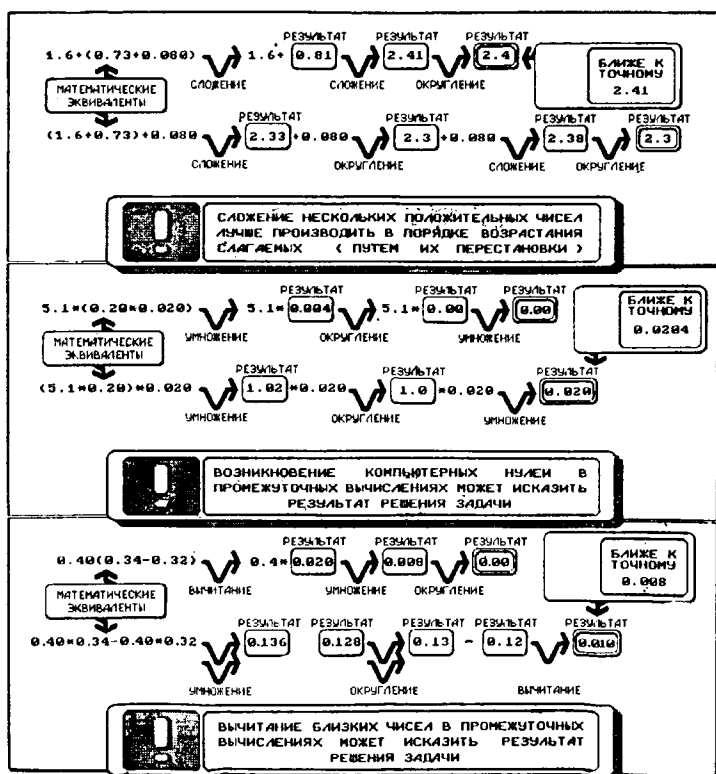 РЕЗУЛЬТАТ РЕЗУЛЬТАТ РЕЗУЛЬТАТ
1.6+(0.73+0.080) 1.6+ 0.81 2.41 2.4
СЛОЖЕНИЕ СЛОЖЕНИЕ ОКРУГЛЕНИЕ
БЛИЖЕ К
ТОЧНОМУ
2.41
МАТЕМАТИЧЕСКИЕ
ЭКВИВАЛЕНТЫ
РЕЗУЛЬТАТ РЕЗУЛЬТАТ РЕЗУЛЬТАТ РЕЗУЛЬТАТ
(1.6+0.73)+0.080 2.33 +0.080 2.3 +0.080 2.38 2.3
СЛОЖЕНИЕ ОКРУГЛЕНИЕ СЛОЖЕНИЕ ОКРУГЛЕНИЕ
!
СЛОЖЕНИЕ НЕСКОЛЬКИХ ПОЛОЖИТЕЛЬНЫХ ЧИСЕЛ
ЛУЧШЕ ПРОИЗВОДИТЬ В ПОРЯДКЕ ВОЗРАСТАНИЯ
СЛАГАЕМЫХ ( ПУТЕМ ИХ ПЕРЕСТАНОВКИ )
РЕЗУЛЬТАТ РЕЗУЛЬТАТ РЕЗУЛЬТАТ
5.1*(0.20*0.020) 5.1* 0.004 5.1* 0.00 0.00
УМНОЖЕНИЕ ОКРУГЛЕНИЕ УМНОЖЕНИЕ
БЛИЖЕ К
ТОЧНОМУ
0.0204
МАТЕМАТИЧЕСКИЕ
ЭКВИВАЛЕНТЫ
РЕЗУЛЬТАТ РЕЗУЛЬТАТ РЕЗУЛЬТАТ
(5.1*0.20)*0.020 1.02 *0.020 1.0 *0.020 0.020
УМНОЖЕНИЕ ОКРУГЛЕНИЕ УМНОЖЕНИЕ
!
ВОЗНИКНОВЕНИЕ КОМПЬЮТЕРНЫХ НУЛЕЙ В
ПРОМЕЖУТОЧНЫХ ВЫЧИСЛЕНИЯХ МОЖЕТ ИСКАЗИТЬ
РЕЗУЛЬТАТ РЕШЕНИЯ ЗАДАЧИ
РЕЗУЛЬТАТ РЕЗУЛЬТАТ РЕЗУЛЬТАТ
0.40(0.34-0.32) 0.4* 0.020 0.008 0.00
ВЫЧИТАНИЕ УМНОЖЕНИЕ ОКРУГЛЕНИЕ
БЛИЖЕ К
ТОЧНОМУ
0.008
МАТЕМАТИЧЕСКИЕ
ЭКВИВАЛЕНТЫ
РЕЗУЛЬТАТ РЕЗУЛЬТАТ РЕЗУЛЬТАТ РЕЗУЛЬТАТ РЕЗУЛЬТАТ
0.40*0.34-0.40*0.32 0.136 0.128 0.13 - 0.12 0.010
УМНОЖЕНИЕ ОКРУГЛЕНИЕ ВЫЧИТАНИЕ
!
ВЫЧИТАНИЕ БЛИЗКИХ ЧИСЕЛ В ПРОМЕЖУТОЧНЫХ
ВЫЧИСЛЕНИЯХ МОЖЕТ ИСКАЗИТЬ РЕЗУЛЬТАТ
РЕШЕНИЯ ЗАДАЧИ